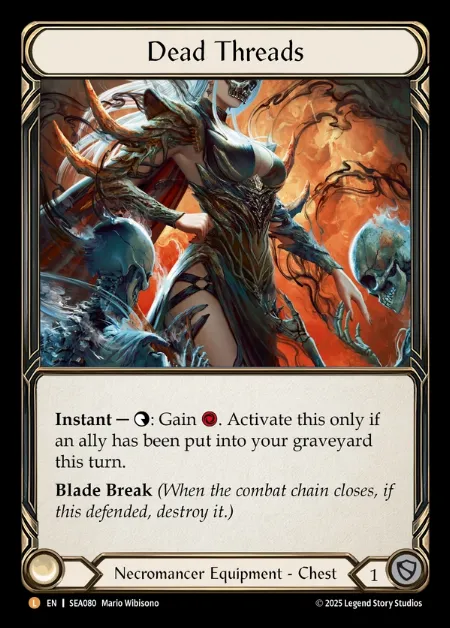 Dead Threads
Instant — : Gain . Activate this only if
an ally has been put into your graveyard
this turn.
Blade Break (When the combat chain closes, if
this defended, destroy it.)
Necromancer Equipment - Chest
1
L EN | SEA080 Mario Wibisono
© 2025 Legend Story Studios